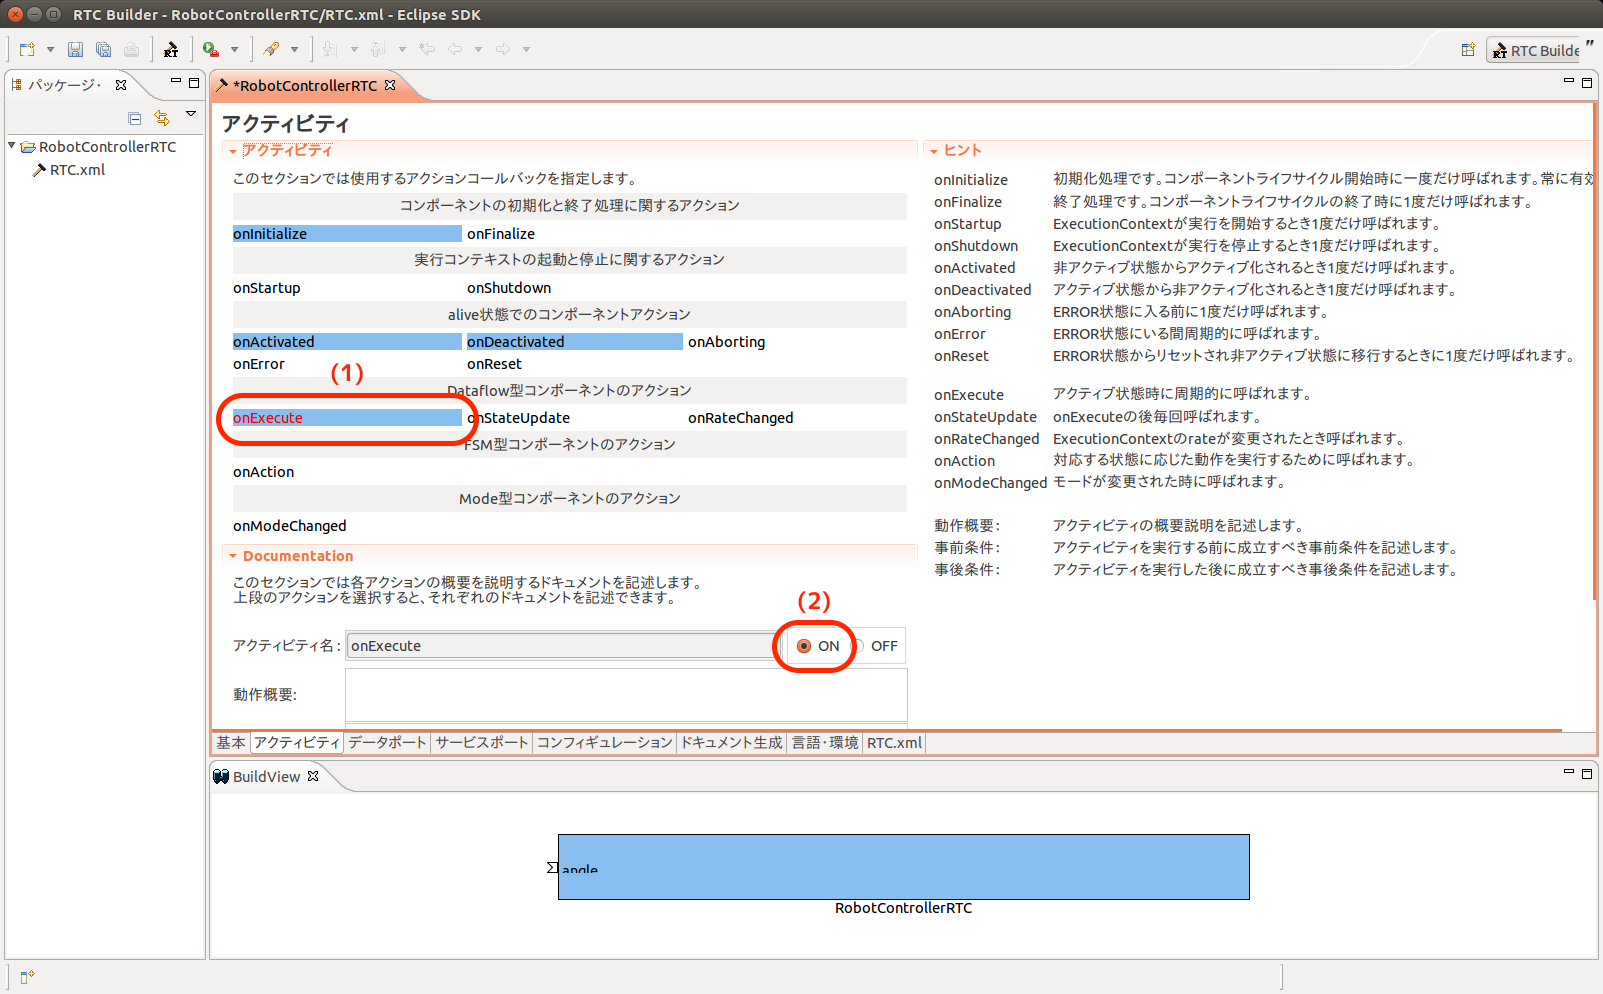 RTC Builder - RobotControllerRTC/RTC.xml - Eclipse SDK
RTC Builde
パッケージ・
RobotControllerRTC
RTC.xml
*RobotControllerRTC
アクティビティ
アクティビティ
このセクションでは使用するアクションコールバックを指定します。
コンポーネントの初期化と終了処理に関するアクション
onInitialize onFinalize
実行コンテキストの起動と停止に関するアクション
onStartup onShutdown
alive状態でのコンポーネントアクション
onActivated onDeactivated onAborting
onError onReset
(1)
Dataflow型コンポーネントのアクション
onExecute onStateUpdate onRateChanged
FSM型コンポーネントのアクション
onAction
Mode型コンポーネントのアクション
onModeChanged
Documentation
このセクションでは各アクションの概要を説明するドキュメントを記述します。
上段のアクションを選択すると、それぞれのドキュメントを記述できます。
(2)
アクティビティ名: onExecute ON OFF
動作概要:
ヒント
onInitialize 初期化処理です。コンポーネントライフサイクル開始時に一度だけ呼ばれます。常に有効
onFinalize 終了処理です。コンポーネントライフサイクルの終了時に1度だけ呼ばれます。
onStartup ExecutionContextが実行を開始するとき1度だけ呼ばれます。
onShutdown ExecutionContextが実行を停止するとき1度だけ呼ばれます。
onActivated 非アクティブ状態からアクティブ化されるとき1度だけ呼ばれます。
onDeactivated アクティブ状態から非アクティブ化されるとき1度だけ呼ばれます。
onAborting ERROR状態に入る前に1度だけ呼ばれます。
onError ERROR状態にいる間周期的に呼ばれます。
onReset ERROR状態からリセットされ非アクティブ状態に移行するときに1度だけ呼ばれます。
onExecute アクティブ状態時に周期的に呼ばれます。
onStateUpdate onExecuteの後毎回呼ばれます。
onRateChanged ExecutionContextのrateが変更されたとき呼ばれます。
onAction 対応する状態に応じた動作を実行するために呼ばれます。
onModeChanged モードが変更された時に呼ばれます。
動作概要: アクティビティの概要説明を記述します。
事前条件: アクティビティを実行する前に成立すべき事前条件を記述します。
事後条件: アクティビティを実行した後に成立すべき事後条件を記述します。
基本 アクティビティ データポート サービスポート コンフィギュレーション ドキュメント生成 言語・環境 RTC.xml
BuildView
angle
RobotControllerRTC